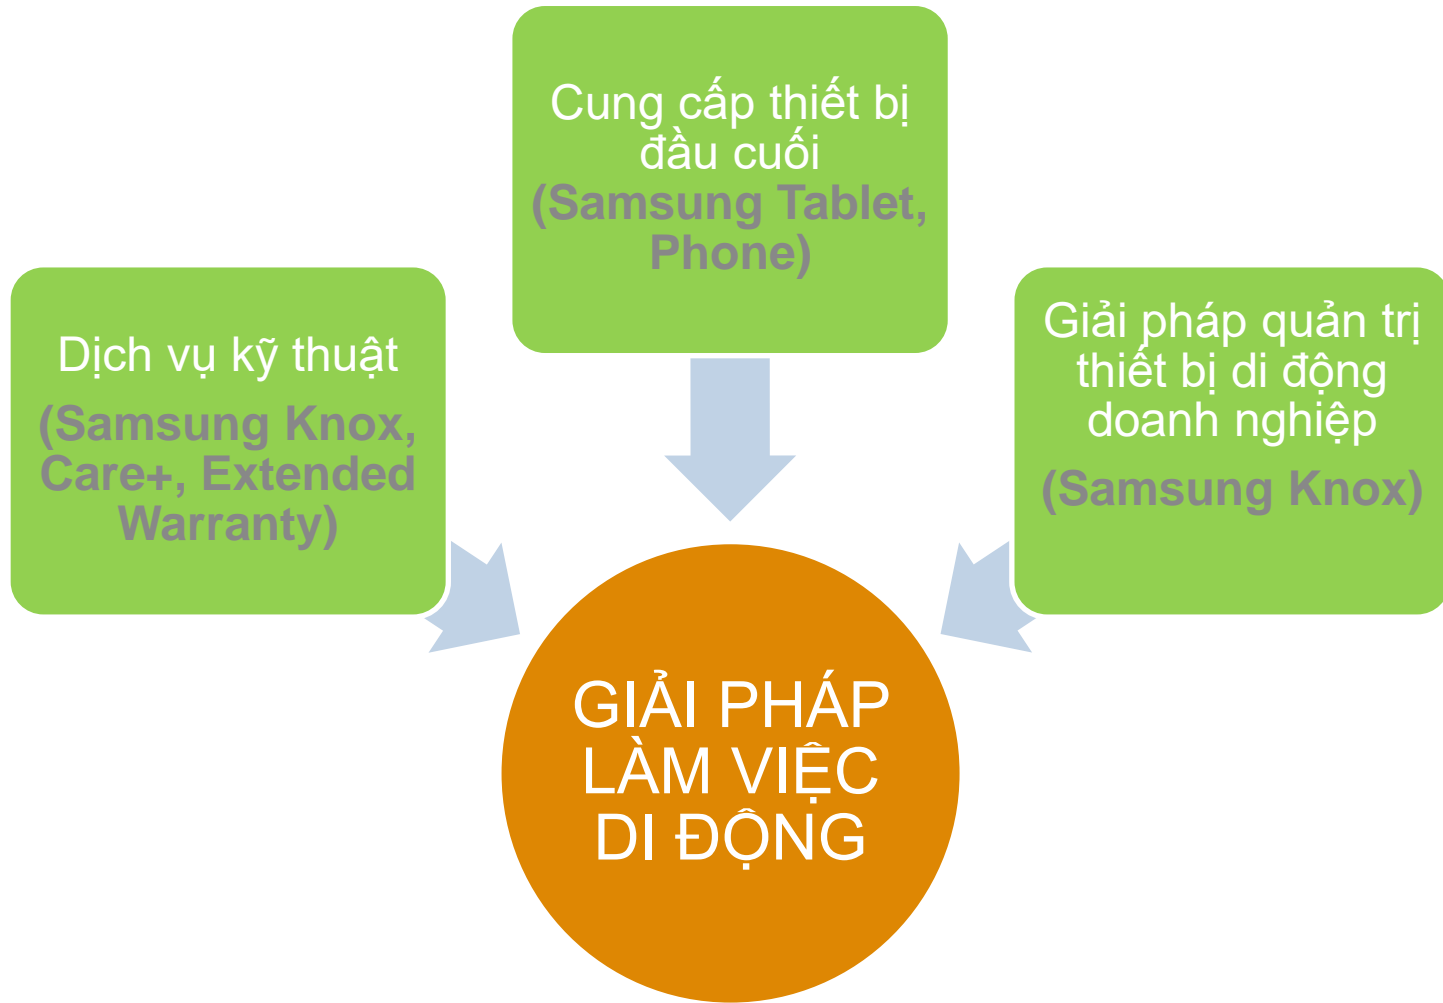 Cung cấp thiết bị
đầu cuối
(Samsung Tablet,
Phone)
Dịch vụ kỹ thuật
(Samsung Knox,
Care+, Extended
Warranty)
Giải pháp quản trị
thiết bị di động
doanh nghiệp
(Samsung Knox)
GIẢI PHÁP
LÀM VIỆC
DI ĐỘNG